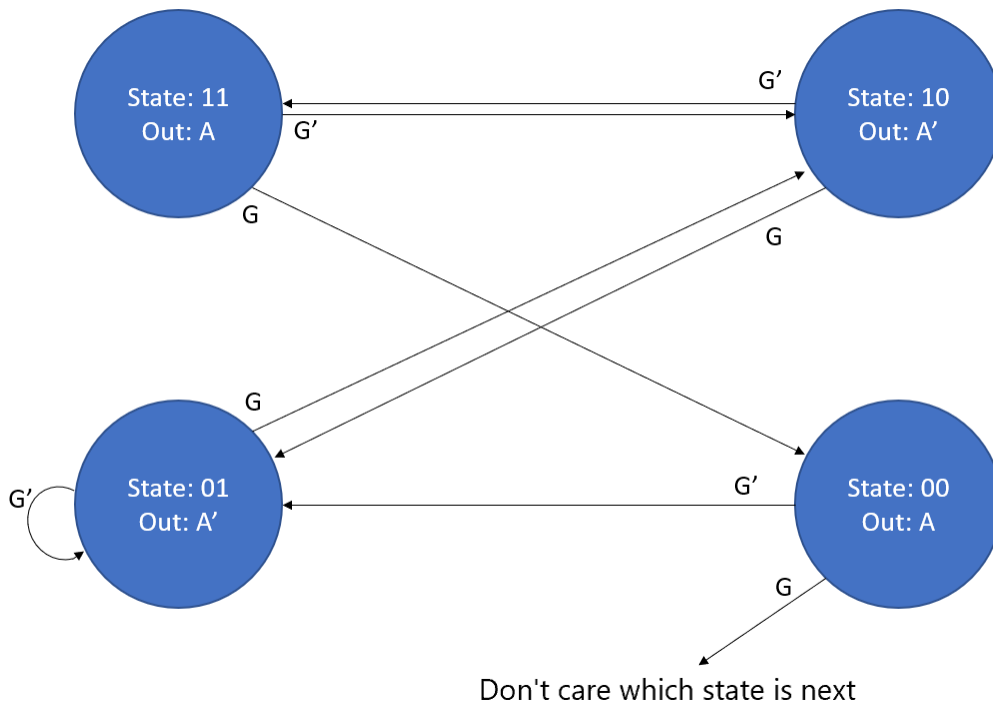 State: 11
Out: A
G’
G’
State: 10
Out: A’
G
G
G
G’
State: 01
Out: A’
G’
State: 00
Out: A
G
Don't care which state is next